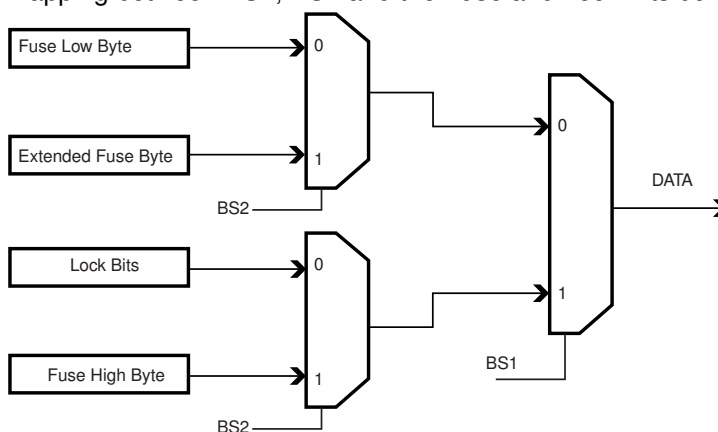 Fuse Low Byte
0
Extended Fuse Byte
1
BS2
0
DATA
Lock Bits
0
1
Fuse High Byte
1
BS1
BS2